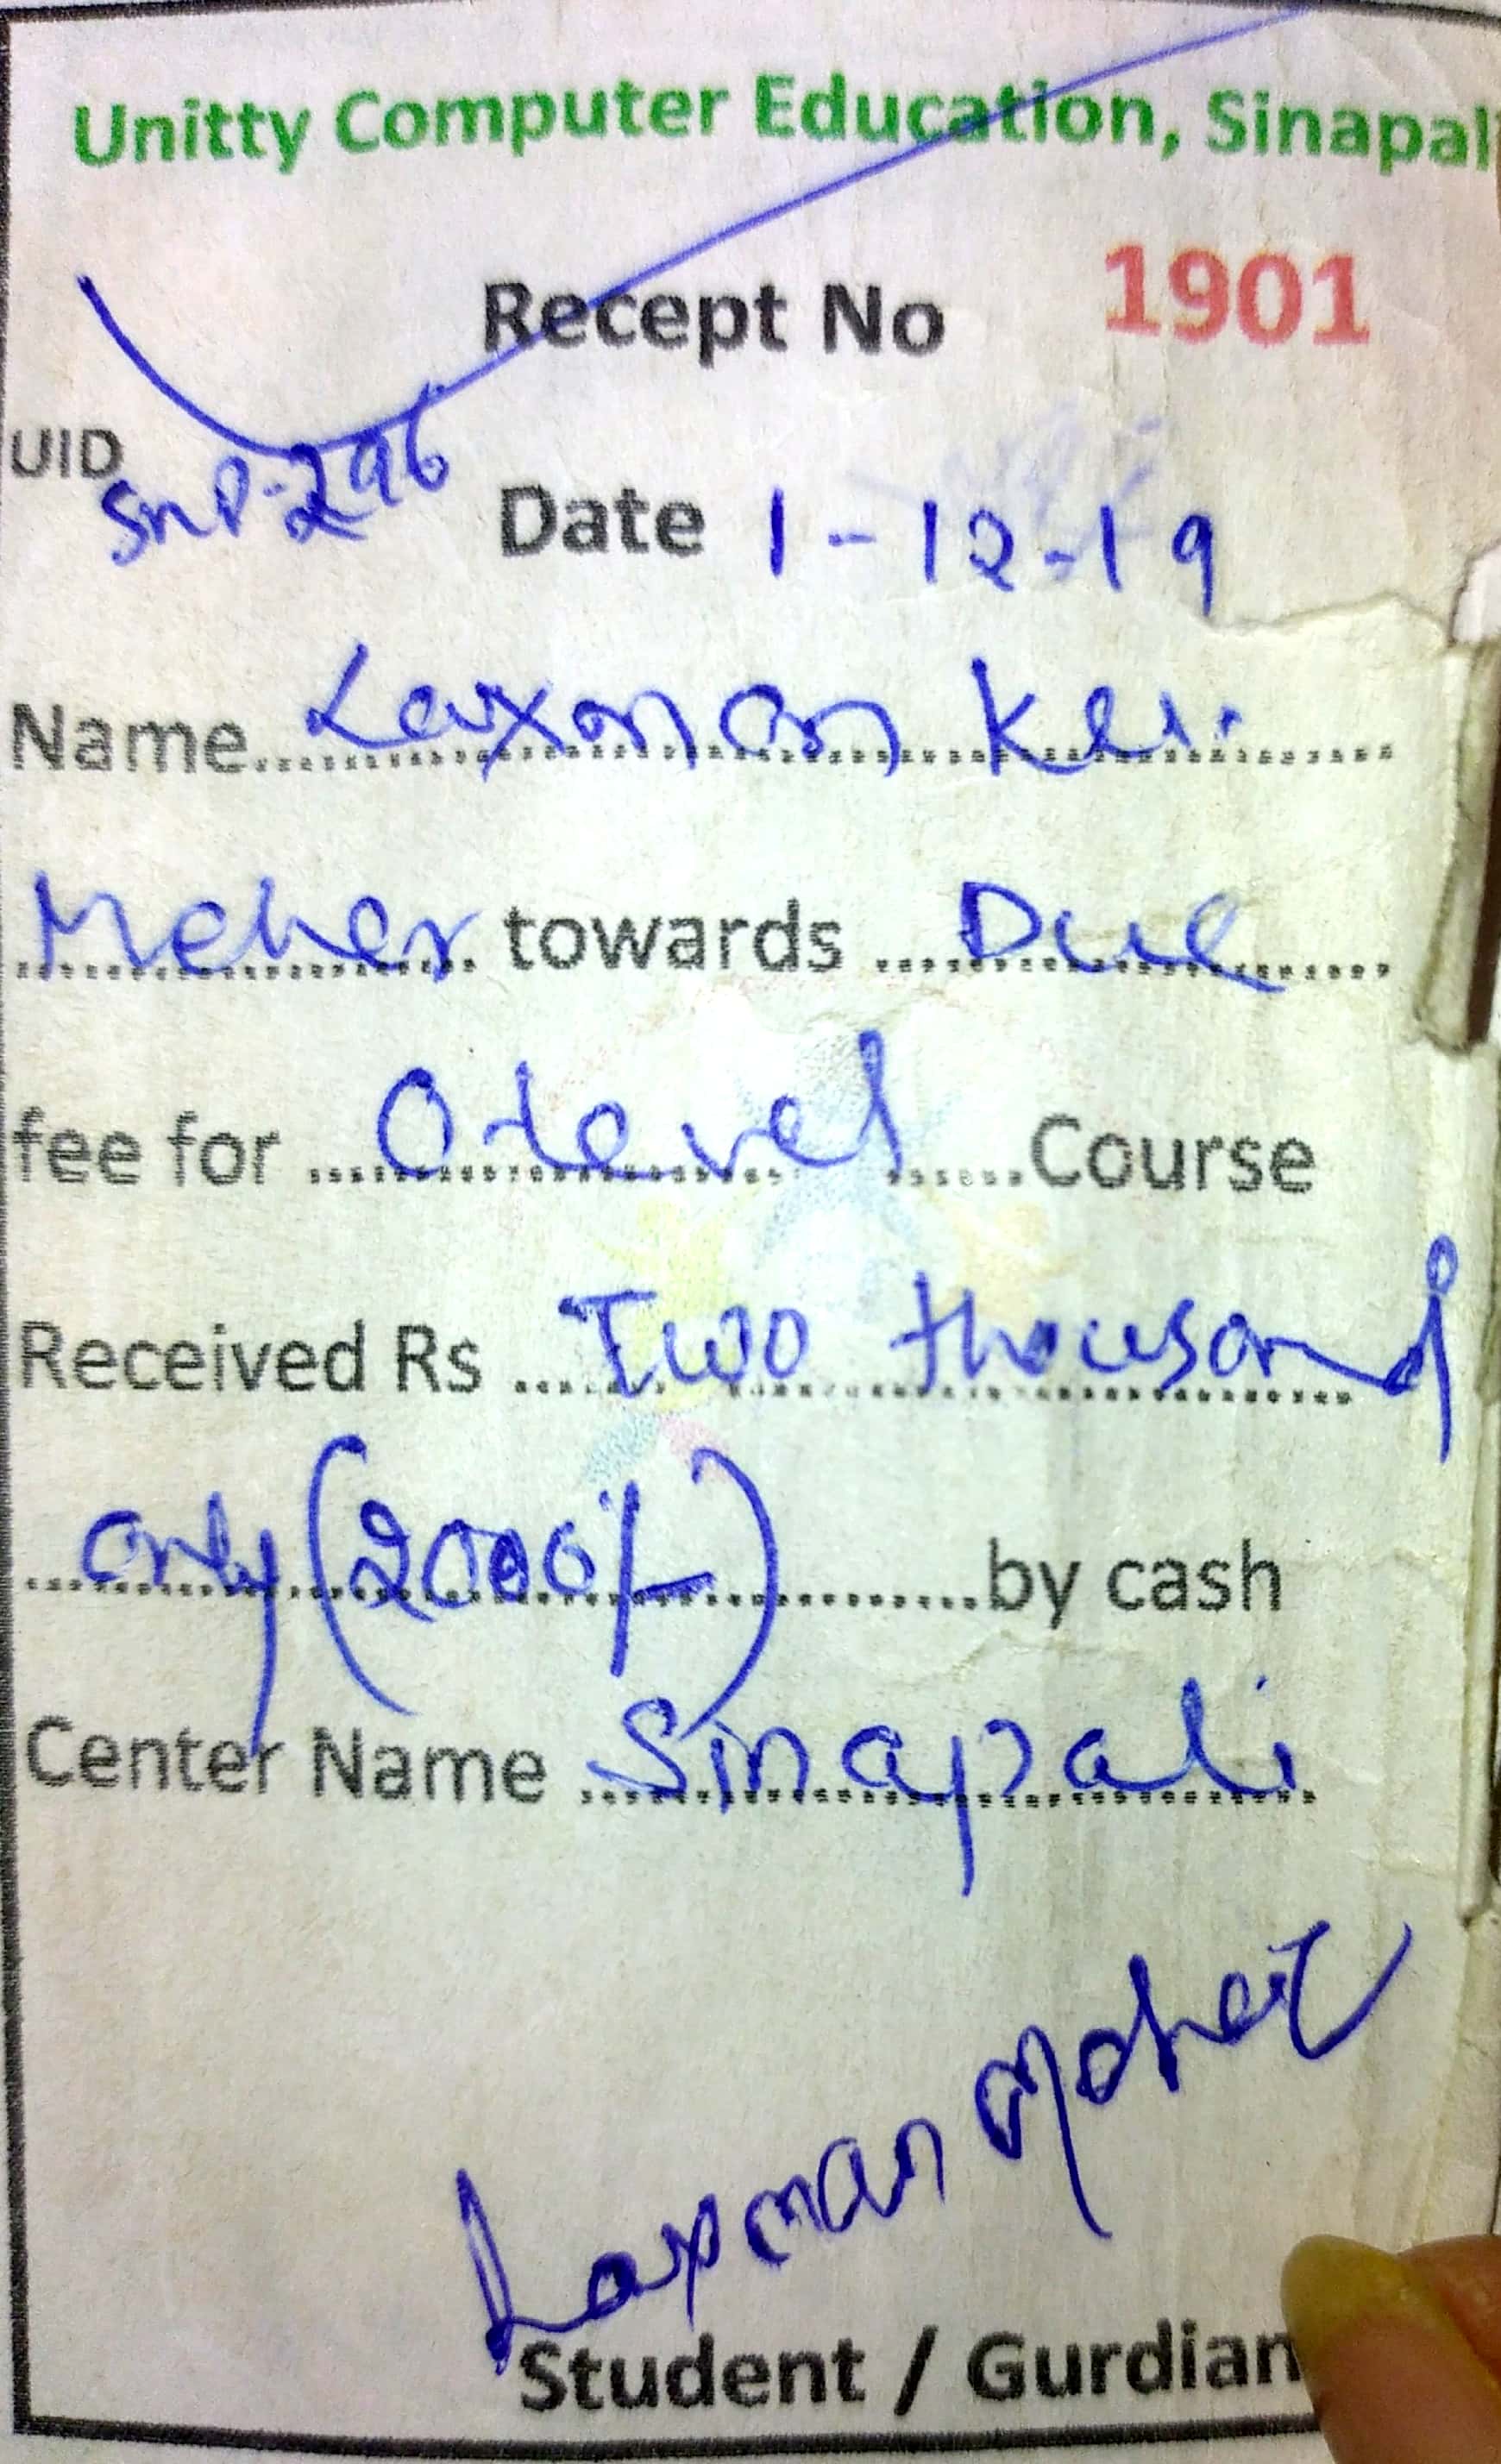 Unitty Computer Education, Sinapali
Recept No 1901
UID SnP-296 Date 1-12-19
Name Laxman Ku.
Meher towards Due
fee for O-Level Course
Received Rs Two thousand
only (2000/-) by cash
Center Name Sinapali
Laxman Meher
Student / Gurdian